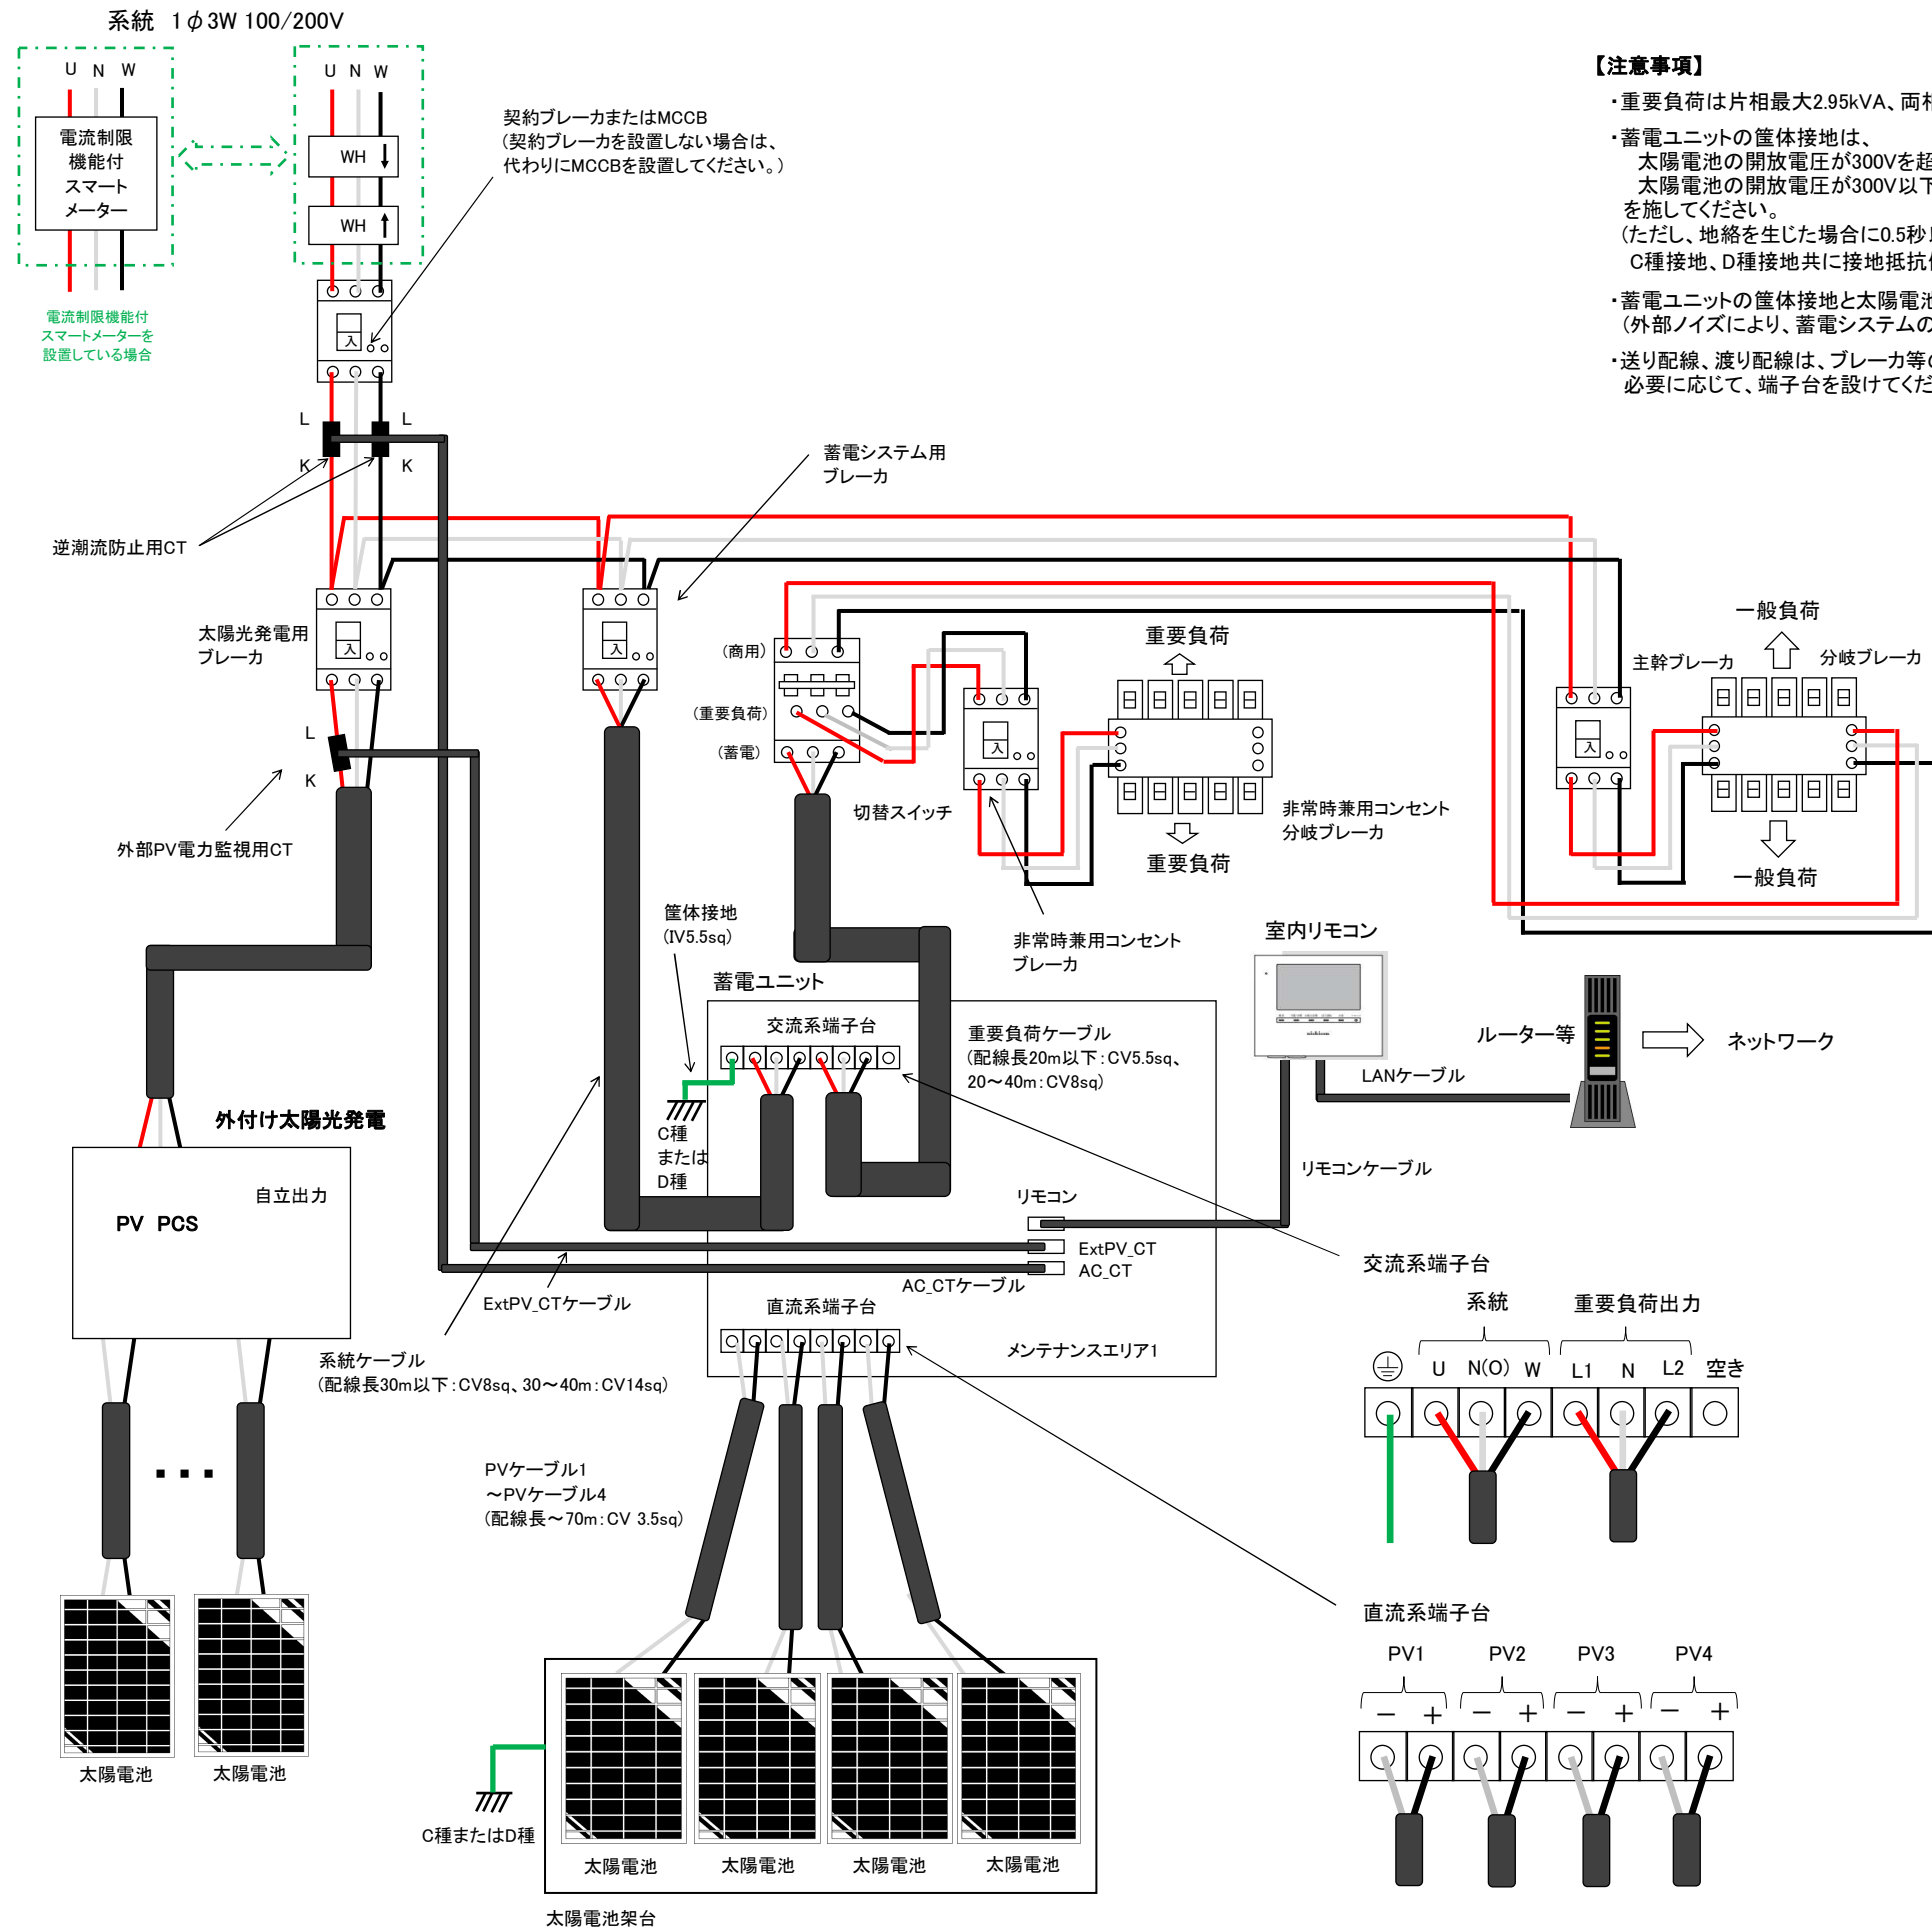 系統 1φ3W 100/200V
U N W
電流制限
機能付
スマート
メーター
電流制限機能付
スマートメーターを
設置している場合
U N W
WH
WH
入
契約ブレーカまたはMCCB
(契約ブレーカを設置しない場合は、
代わりにMCCBを設置してください。)
【注意事項】
・重要負荷は片相最大2.95kVA、両相
・蓄電ユニットの筐体接地は、
太陽電池の開放電圧が300Vを超
太陽電池の開放電圧が300V以下
を施してください。
(ただし、地絡を生じた場合に0.5秒
C種接地、D種接地共に接地抵抗
・蓄電ユニットの筐体接地と太陽電池
(外部ノイズにより、蓄電システムの
・送り配線、渡り配線は、ブレーカ等の
必要に応じて、端子台を設けてくだ
L
L
K
K
逆潮流防止用CT
蓄電システム用
ブレーカ
太陽光発電用
ブレーカ
入
入
L
K
外部PV電力監視用CT
(商用)
(重要負荷)
(蓄電)
切替スイッチ
入
重要負荷
重要負荷
非常時兼用コンセント
分岐ブレーカ
非常時兼用コンセント
ブレーカ
一般負荷
主幹ブレーカ
分岐ブレーカ
入
一般負荷
筐体接地
(IV5.5sq)
蓄電ユニット
交流系端子台
重要負荷ケーブル
(配線長20m以下:CV5.5sq、
20～40m:CV8sq)
C種
または
D種
室内リモコン
ルーター等
ネットワーク
LANケーブル
リモコンケーブル
リモコン
ExtPV_CT
AC_CT
AC_CTケーブル
ExtPV_CTケーブル
直流系端子台
メンテナンスエリア1
外付け太陽光発電
自立出力
PV PCS
系統ケーブル
(配線長30m以下:CV8sq、30～40m:CV14sq)
PVケーブル1
～PVケーブル4
(配線長～70m:CV 3.5sq)
太陽電池
太陽電池
C種またはD種
太陽電池
太陽電池
太陽電池
太陽電池
太陽電池架台
交流系端子台
系統
重要負荷出力
U N(O) W L1 N L2 空き
直流系端子台
PV1 PV2 PV3 PV4
－ ＋ － ＋ － ＋ － ＋